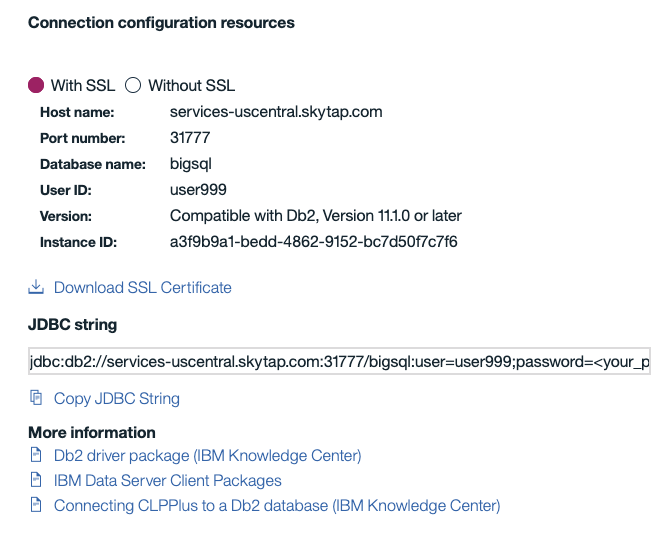 Connection configuration resources
With SSL Without SSL
Host name: services-uscentral.skytap.com
Port number: 31777
Database name: bigsql
User ID: user999
Version: Compatible with Db2, Version 11.1.0 or later
Instance ID: a3f9b9a1-bedd-4862-9152-bc7d50f7c7f6
Download SSL Certificate
JDBC string
jdbc:db2://services-uscentral.skytap.com:31777/bigsql:user=user999;password=<your_p
Copy JDBC String
More information
Db2 driver package (IBM Knowledge Center)
IBM Data Server Client Packages
Connecting CLPPlus to a Db2 database (IBM Knowledge Center)